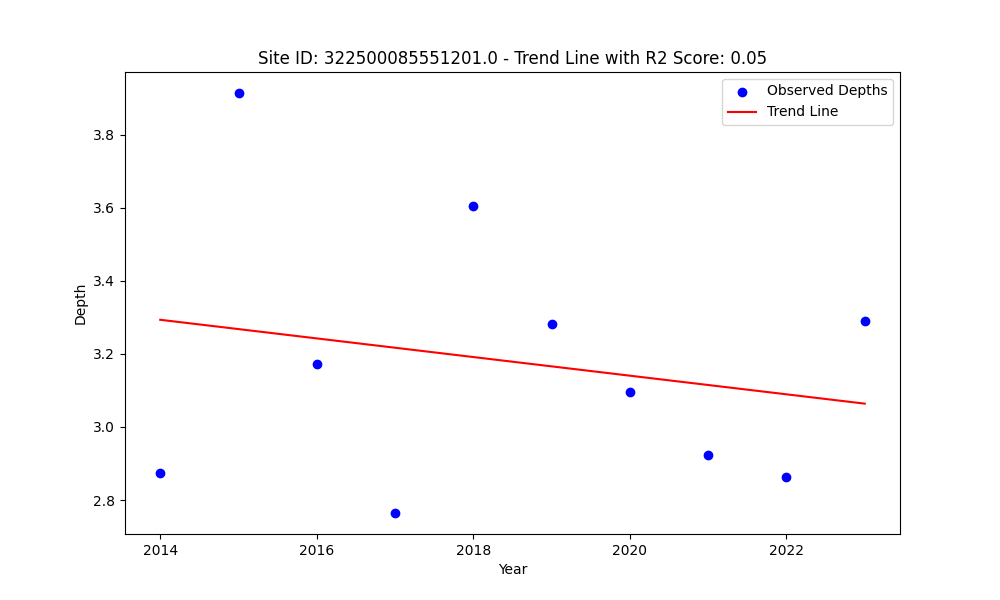 Site ID: 322500085551201.0 - Trend Line with R2 Score: 0.05
Observed Depths
Trend Line
3.8
3.6
3.4
3.2
3.0
2.8
Depth
2014
2016
2018
2020
2022
Year